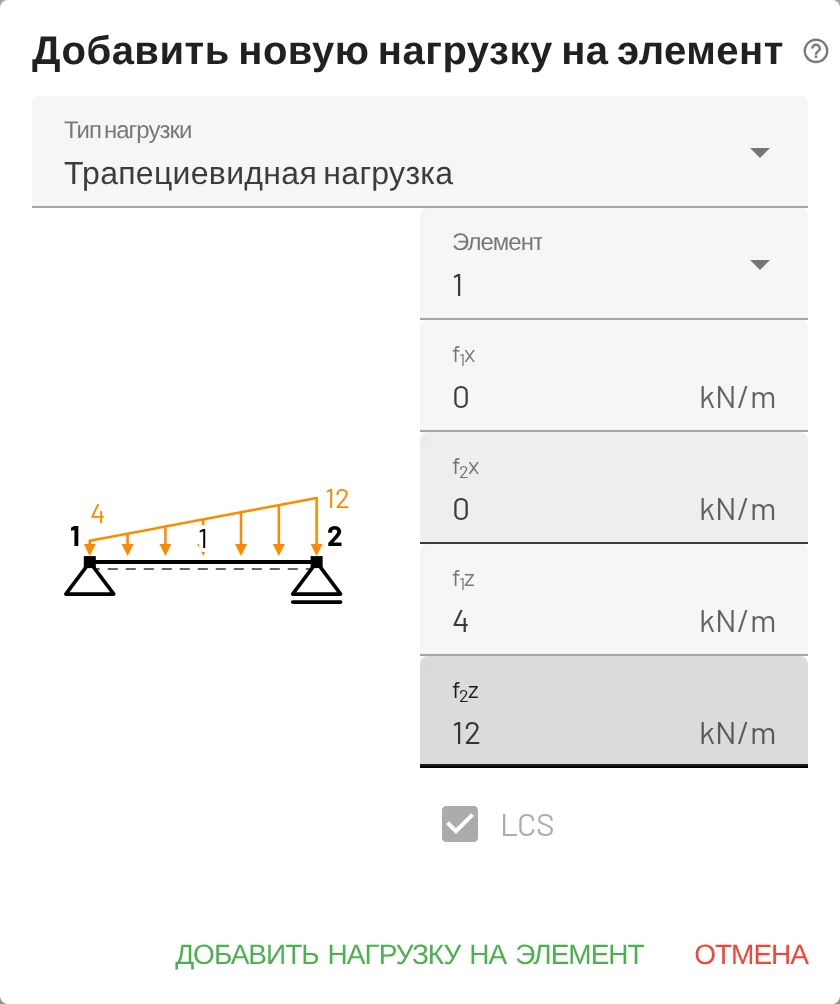 Добавить новую нагрузку на элемент
Тип нагрузки
Трапециевидная нагрузка
Элемент
1
f₁x
0 kN/m
f₂x
0 kN/m
4 12
1 1 2
f₁z
4 kN/m
f₂z
12 kN/m
LCS
ДОБАВИТЬ НАГРУЗКУ НА ЭЛЕМЕНТ ОТМЕНА